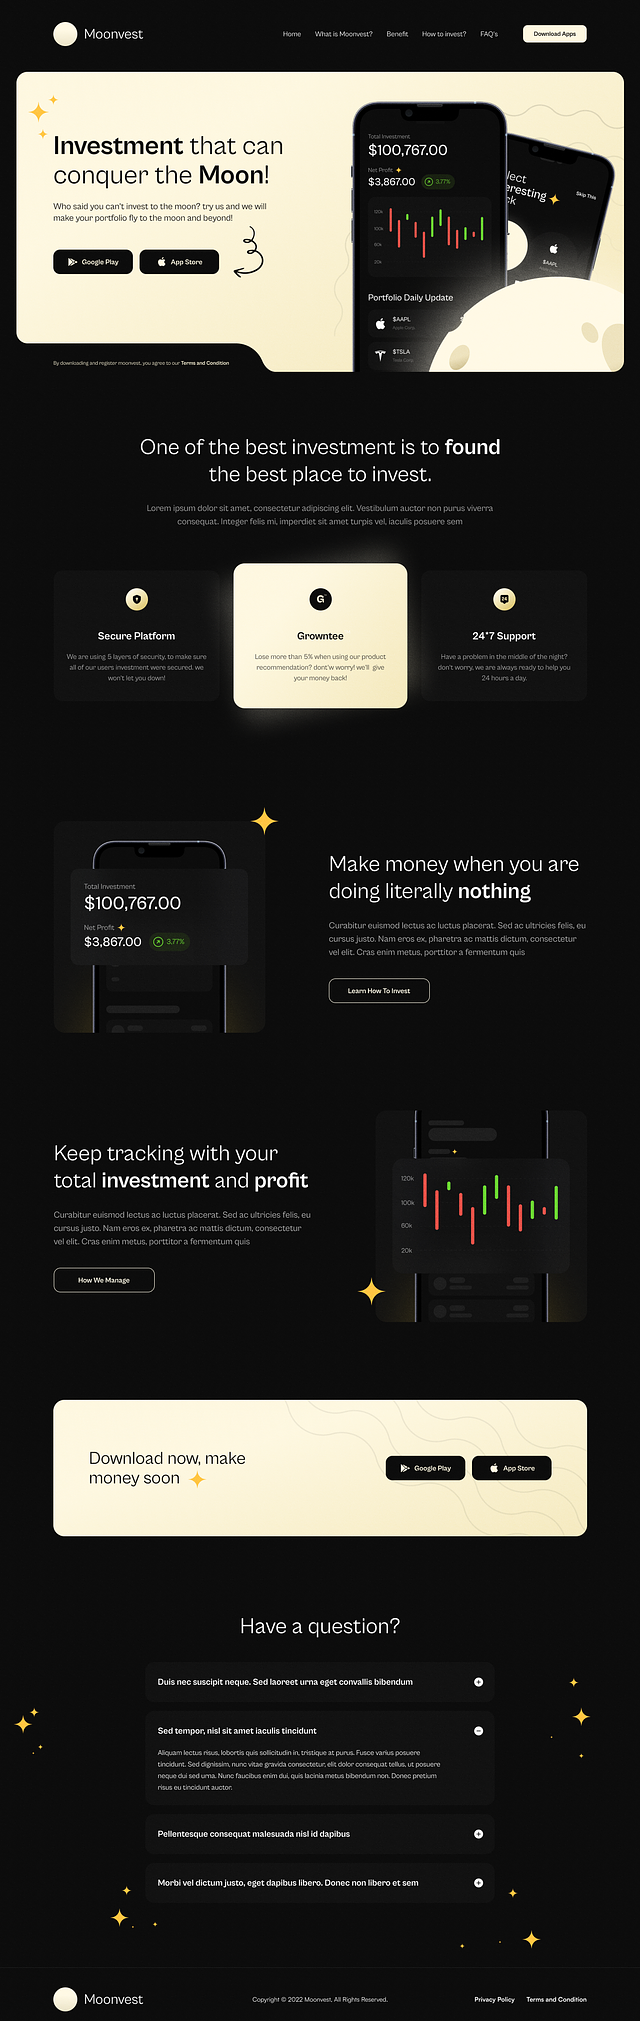 Moonvest
Home
What is Moonvest?
Benefit
How to invest?
FAQ's
Download Apps
Investment that can
conquer the Moon!
Who said you can't invest to the moon? try us and we will
make your portfolio fly to the moon and beyond!
Google Play
App Store
By downloading and register moonvest, you agree to our Terms and Condition
Total Investment
$100,767.00
Net Profit
$3,867.00
3.77%
120k
100k
60k
20k
Portfolio Daily Update
$AAPL
$TSLA
Skip This
$AAPL
One of the best investment is to found
the best place to invest.
Lorem ipsum dolor sit amet, consectetur adipiscing elit. Vestibulum auctor non purus viverra
consequat. Integer felis mi, imperdiet sit amet turpis vel, iaculis posuere sem
Secure Platform
We are using 5 layers of security. to make sure
all of our users investment were secured. we
won't let you down!
G
Growntee
Lose more than 5% when using our product
recommendation? dont'w worry! we'll give
your money back!
24
24*7 Support
Have a problem in the middle of the night?
don't worry, we are always ready to help you
24 hours a day.
Total Investment
$100,767.00
Net Profit
$3,867.00
3.77%
Make money when you are
doing literally nothing
Curabitur euismod lectus ac luctus placerat. Sed ac ultricies felis, eu
cursus justo. Nam eros ex, pharetra ac mattis dictum, consectetur
vel elit. Cras enim metus, porttitor a fermentum quis
Learn How To Invest
Keep tracking with your
total investment and profit
Curabitur euismod lectus ac luctus placerat. Sed ac ultricies felis, eu
cursus justo. Nam eros ex, pharetra ac mattis dictum, consectetur
vel elit. Cras enim metus, porttitor a fermentum quis
How We Manage
120k
100k
60k
20k
Download now, make
money soon
Google Play
App Store
Have a question?
Duis nec suscipit neque. Sed laoreet urna eget convallis bibendum
Sed tempor, nisl sit amet iaculis tincidunt
Aliquam lectus risus, lobortis quis sollicitudin in, tristique at purus. Fusce varius posuere
tincidunt. Sed dignissim, nunc vitae gravida consectetur, elit dolor consequat tellus, ut posuere
neque dui sed urna. Nunc faucibus enim dui, quis lacinia metus bibendum non. Donec pretium
risus eu tincidunt auctor.
Pellentesque consequat malesuada nisl id dapibus
Morbi vel dictum justo, eget dapibus libero. Donec non libero et sem
Moonvest
Copyright © 2022 Moonvest, All Rights Reserved.
Privacy Policy
Terms and Condition